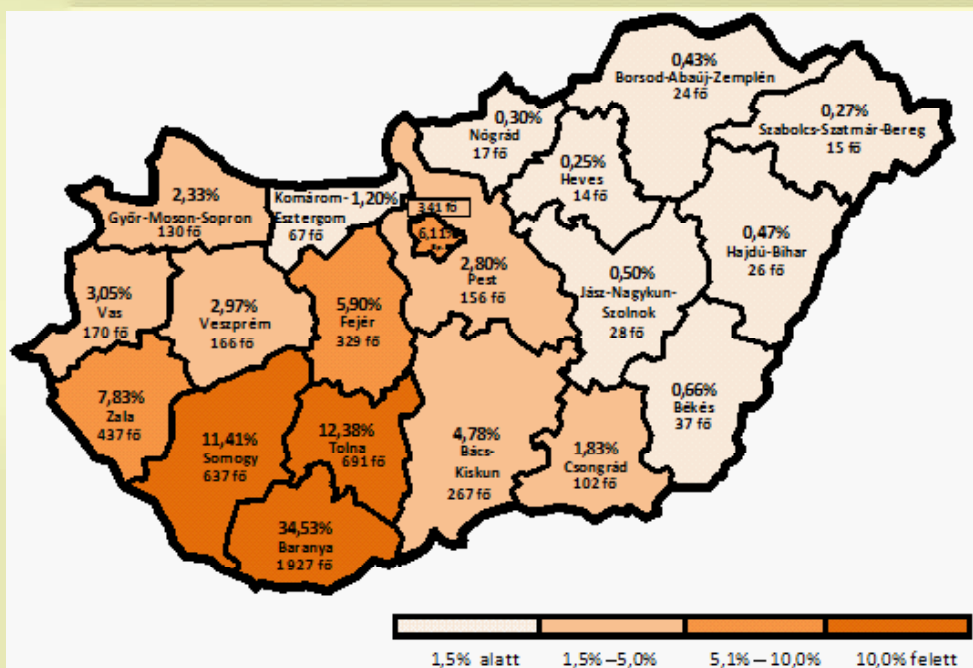 0,43%
Borsod-Abaúj-Zemplén
24 fő
0,27%
Szabolcs-Szatmár-Bereg
15 fő
0,30%
Nógrád
17 fő
0,25%
Heves
14 fő
2,33%
Győr-Moson-Sopron
130 fő
Komárom-1,20%
Esztergom
67 fő
341 fő
6,11%
2,80%
Pest
156 fő
0,47%
Hajdú-Bihar
26 fő
0,50%
Jász-Nagykun-
Szolnok
28 fő
3,05%
Vas
170 fő
2,97%
Veszprém
166 fő
5,90%
Fejér
329 fő
7,83%
Zala
437 fő
11,41%
Somogy
637 fő
12,38%
Tolna
691 fő
4,78%
Bács-
Kiskun
267 fő
1,83%
Csongrád
102 fő
0,66%
Békés
37 fő
34,53%
Baranya
1927 fő
1,5% alatt 1,5%–5,0% 5,1%–10,0% 10,0% felett